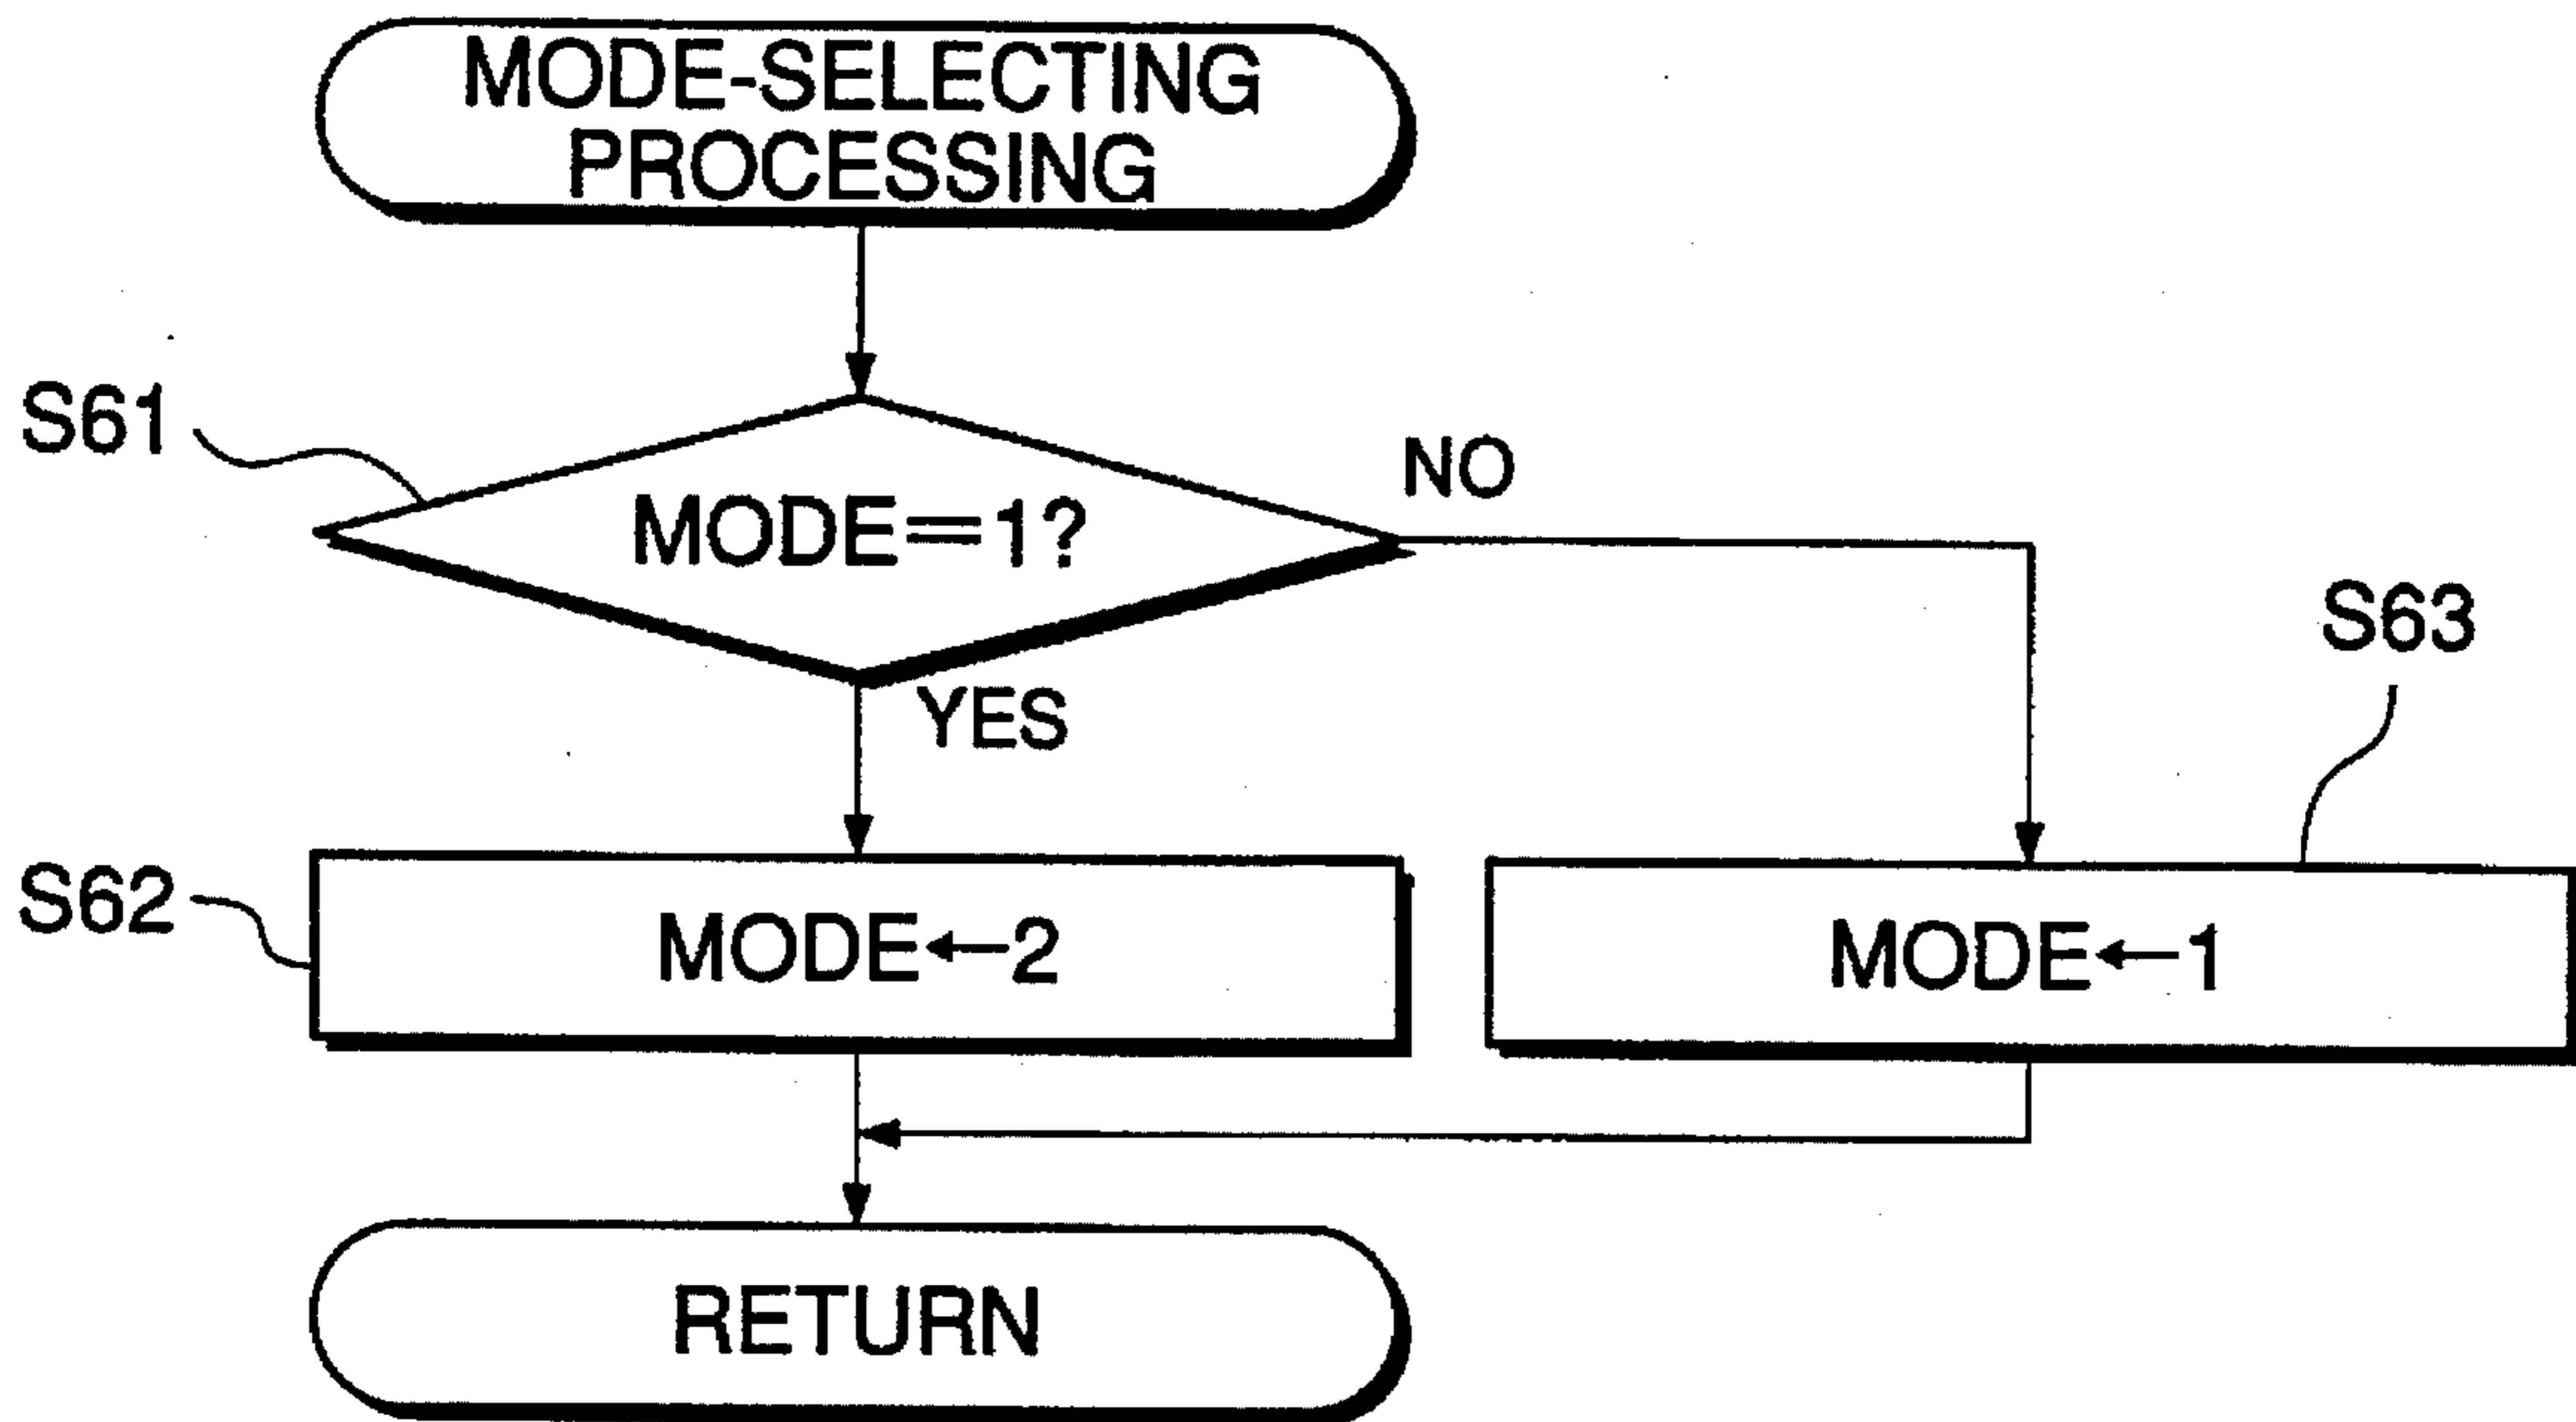 MODE-SELECTING
PROCESSING
S61
MODE=1?
NO
YES
S63
S62
MODE←2
MODE←1
RETURN